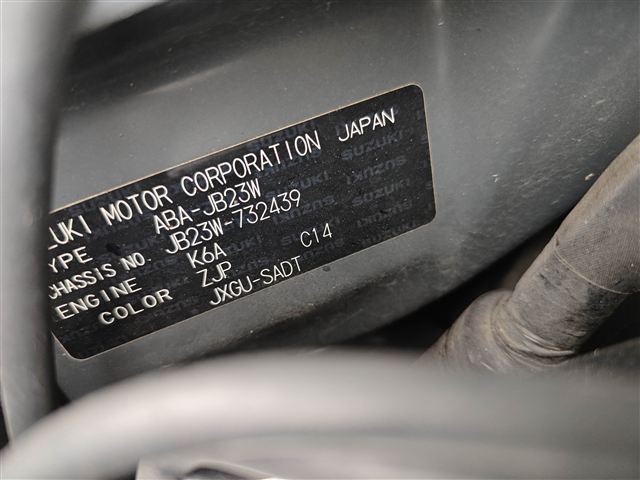 UKI MOTOR CORPORATION JAPAN
YPE ABA-JB23W
CHASSIS NO. JB23W-732439
ENGINE K6A C14
COLOR ZJP
JXGU-SADT